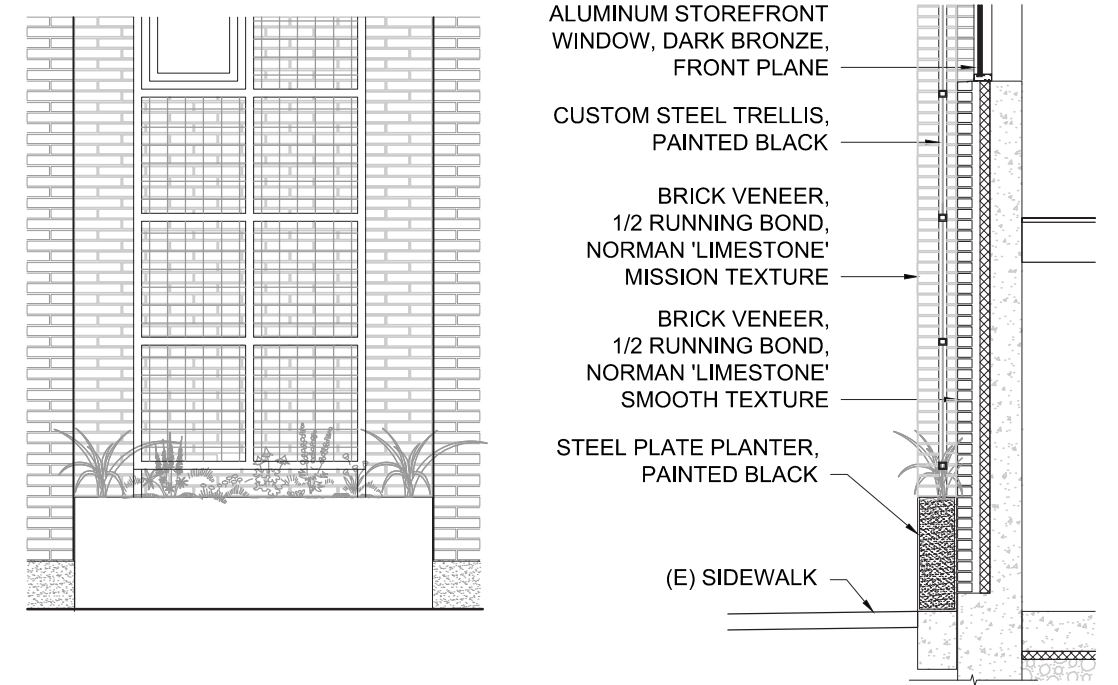 ALUMINUM STOREFRONT
WINDOW, DARK BRONZE,
FRONT PLANE
CUSTOM STEEL TRELLIS,
PAINTED BLACK
BRICK VENEER,
1/2 RUNNING BOND,
NORMAN 'LIMESTONE'
MISSION TEXTURE
BRICK VENEER,
1/2 RUNNING BOND,
NORMAN 'LIMESTONE'
SMOOTH TEXTURE
STEEL PLATE PLANTER,
PAINTED BLACK
(E) SIDEWALK